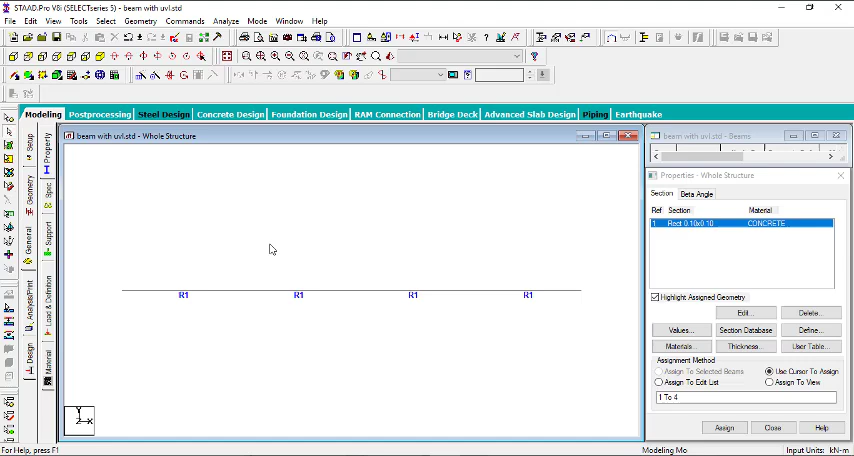 STAAD.Pro V8i (SELECTseries 5) - beam with uvl.std
File Edit View Tools Select Geometry Commands Analyze Mode Window Help
Modeling Postprocessing Steel Design Concrete Design Foundation Design RAM Connection Bridge Deck Advanced Slab Design Piping Earthquake
beam with uvl.std - Whole Structure
beam with uvl.std - Beams
Setup
Geometry
General
Analysis/Print
Design
Property
Spec
Support
Load & Definition
Material
R1 R1 R1 R1
Y
Z X
Properties - Whole Structure
Section Beta Angle
Ref Section Material
1 Rect 0.10x0.10 CONCRETE
Highlight Assigned Geometry
Edit... Delete...
Values... Section Database Define...
Materials... Thickness... User Table...
Assignment Method
Assign To Selected Beams Use Cursor To Assign
Assign To Edit List Assign To View
1 To 4
Assign Close Help
For Help, press F1
Modeling Mo
Input Units: kN-m